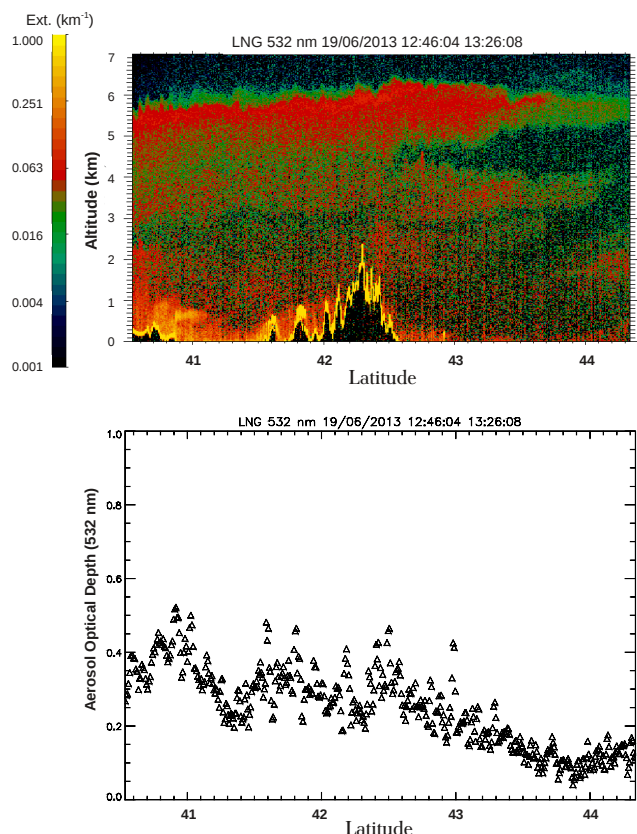 Ext. (km-1)
LNG 532 nm 19/06/2013 12:46:04 13:26:08
1.000
0.251
0.063
0.016
0.004
0.001
Altitude (km)
7
6
5
4
3
2
1
0
41 42 43 44
Latitude
LNG 532 nm 19/06/2013 12:46:04 13:26:08
Aerosol Optical Depth (532 nm)
1.0
0.8
0.6
0.4
0.2
0.0
41 42 43 44
Latitude